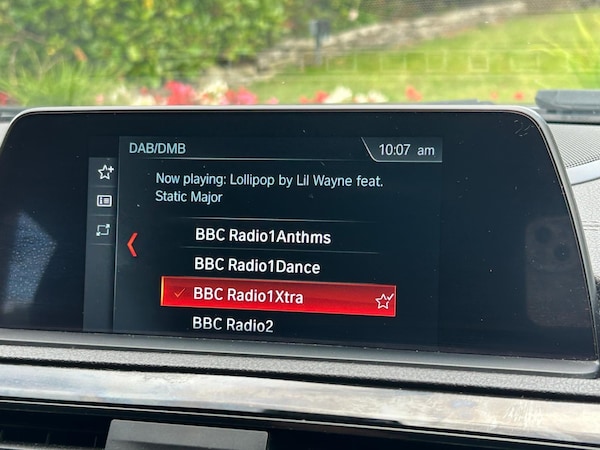 DAB/DMB
10:07 am
Now playing: Lollipop by Lil Wayne feat.
Static Major
BBC Radio1Anthms
BBC Radio1Dance
BBC Radio1Xtra
BBC Radio2